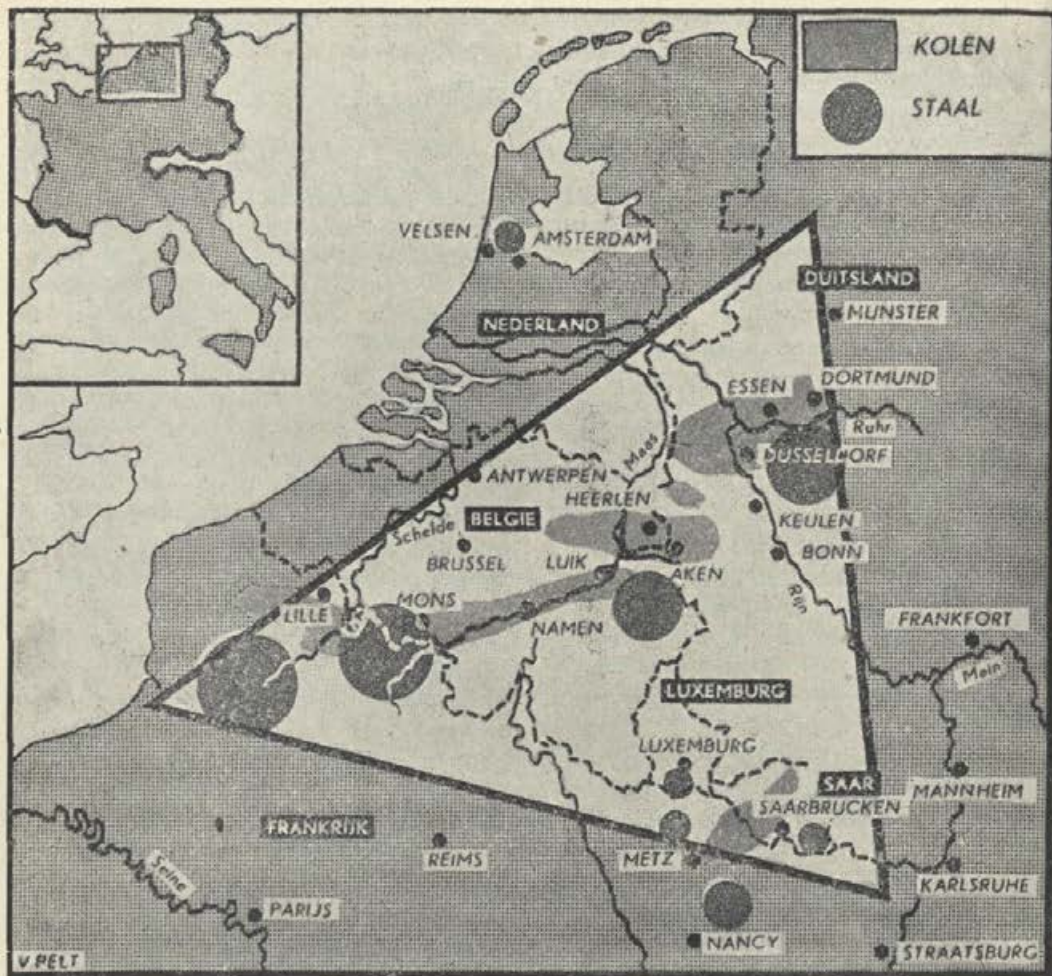 KOLEN
STAAL
VELSEN
AMSTERDAM
NEDERLAND
DUITSLAND
MUNSTER
ESSEN
DORTMUND
Ruhr
DUSSELDORF
Maas
ANTWERPEN
HEERLEN
Schelde
BELGIE
KEULEN
BRUSSEL
LUIK
AKEN
BONN
Rijn
MONS
LILLE
NAMEN
FRANKFORT
Main
LUXEMBURG
LUXEMBURG
SAAR
MANNHEIM
SAARBRUCKEN
FRANKRIJK
REIMS
METZ
KARLSRUHE
Seine
PARIJS
NANCY
STRAATSBURG
V. PELT